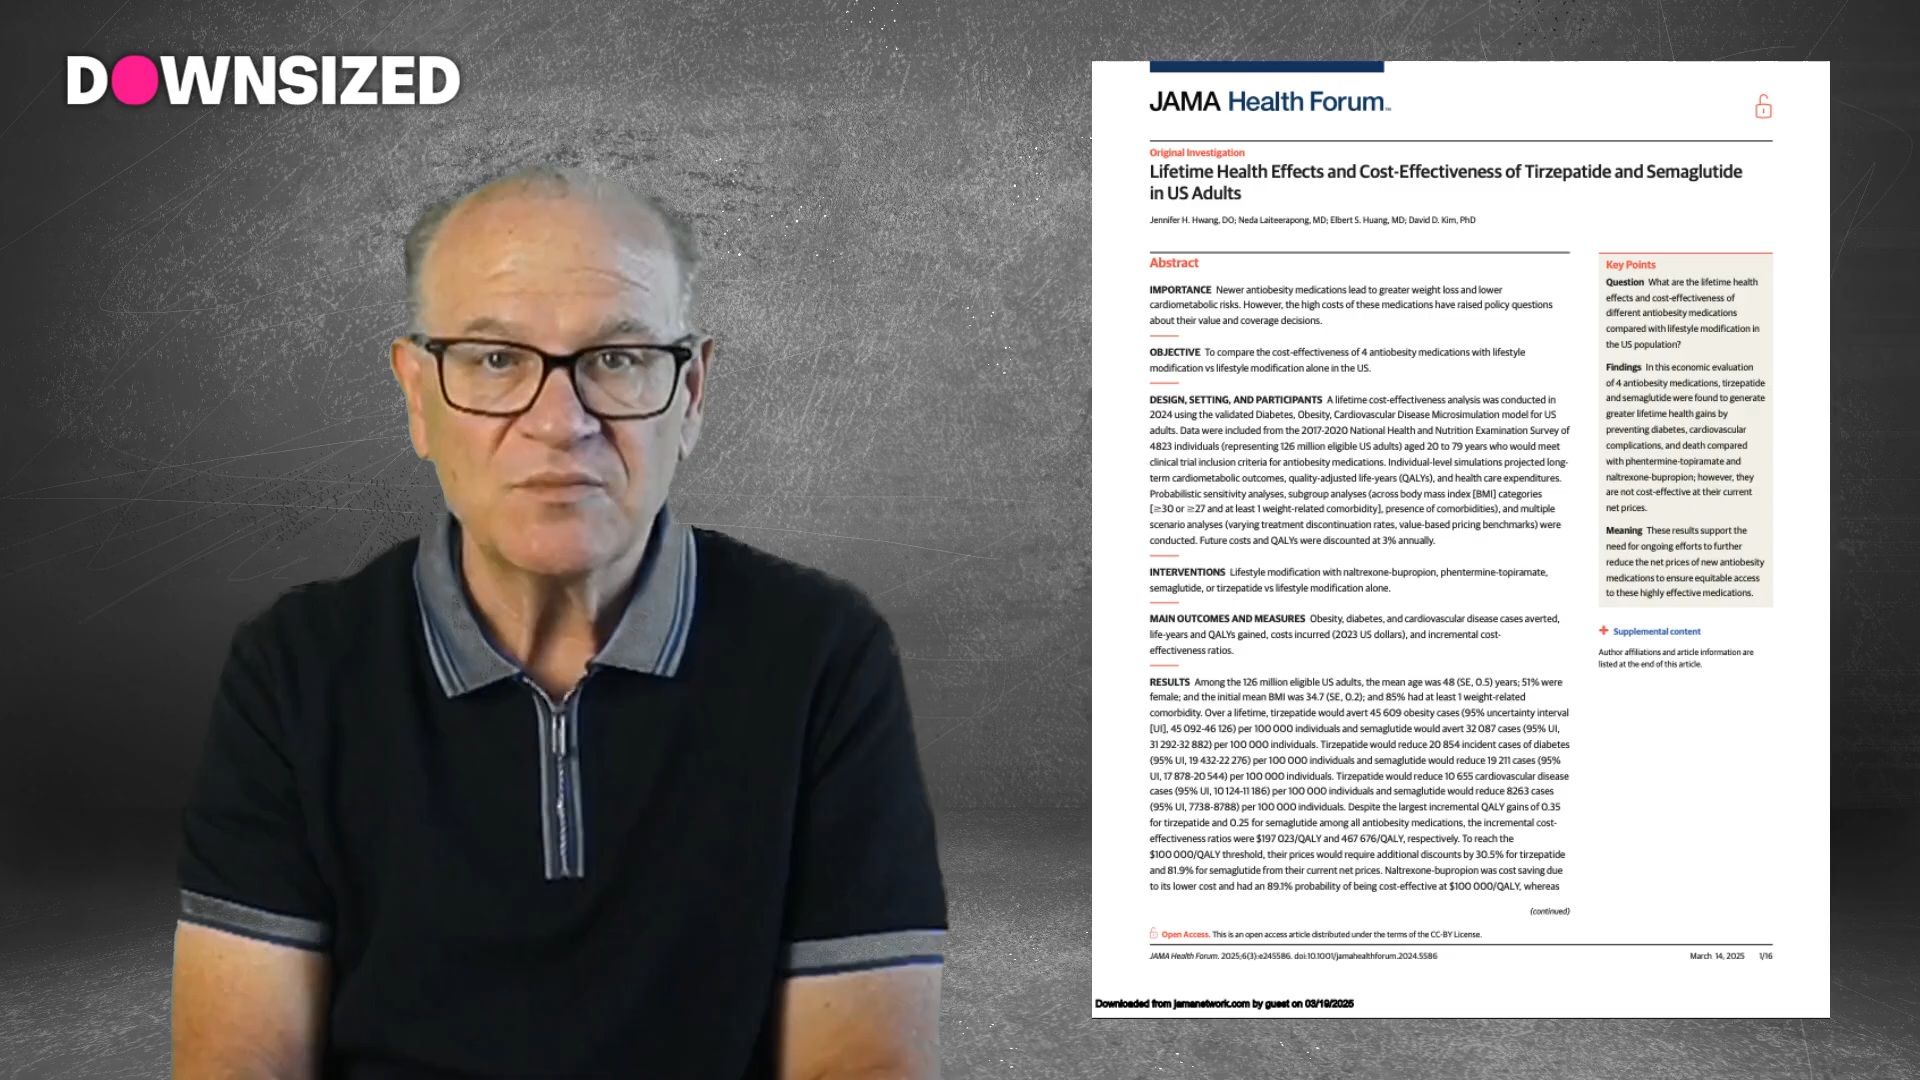 DOWNSIZED
JAMA Health Forum™
Original Investigation
Lifetime Health Effects and Cost-Effectiveness of Tirzepatide and Semaglutide
in US Adults
Jennifer H. Hwang, DO; Neda Laiteerapong, MD; Elbert S. Huang, MD; David D. Kim, PhD
Abstract
IMPORTANCE Newer antiobesity medications lead to greater weight loss and lower
cardiometabolic risks. However, the high costs of these medications have raised policy questions
about their value and coverage decisions.
OBJECTIVE To compare the cost-effectiveness of 4 antiobesity medications with lifestyle
modification vs lifestyle modification alone in the US.
DESIGN, SETTING, AND PARTICIPANTS A lifetime cost-effectiveness analysis was conducted in
2024 using the validated Diabetes, Obesity, Cardiovascular Disease Microsimulation model for US
adults. Data were included from the 2017-2020 National Health and Nutrition Examination Survey of
4823 individuals (representing 126 million eligible US adults) aged 20 to 79 years who would meet
clinical trial inclusion criteria for antiobesity medications. Individual-level simulations projected long-
term cardiometabolic outcomes, quality-adjusted life-years (QALYs), and health care expenditures.
Probabilistic sensitivity analyses, subgroup analyses (across body mass index [BMI] categories
[≥30 or ≥27 and at least 1 weight-related comorbidity], presence of comorbidities), and multiple
scenario analyses (varying treatment discontinuation rates, value-based pricing benchmarks) were
conducted. Future costs and QALYs were discounted at 3% annually.
INTERVENTIONS Lifestyle modification with naltrexone-bupropion, phentermine-topiramate,
semaglutide, or tirzepatide vs lifestyle modification alone.
MAIN OUTCOMES AND MEASURES Obesity, diabetes, and cardiovascular disease cases averted,
life-years and QALYs gained, costs incurred (2023 US dollars), and incremental cost-
effectiveness ratios.
RESULTS Among the 126 million eligible US adults, the mean age was 48 (SE, 0.5) years; 51% were
female; and the initial mean BMI was 34.7 (SE, 0.2); and 85% had at least 1 weight-related
comorbidity. Over a lifetime, tirzepatide would avert 45 609 obesity cases (95% uncertainty interval
[UI], 45 092-46 126) per 100 000 individuals and semaglutide would avert 32 087 cases (95% UI,
31 292-32 882) per 100 000 individuals. Tirzepatide would reduce 20 854 incident cases of diabetes
(95% UI, 19 432-22 276) per 100 000 individuals and semaglutide would reduce 19 211 cases (95%
UI, 17 878-20 544) per 100 000 individuals. Tirzepatide would reduce 10 655 cardiovascular disease
cases (95% UI, 10 124-11 186) per 100 000 individuals and semaglutide would reduce 8263 cases
(95% UI, 7738-8788) per 100 000 individuals. Despite the largest incremental QALY gains of 0.35
for tirzepatide and 0.25 for semaglutide among all antiobesity medications, the incremental cost-
effectiveness ratios were $197 023/QALY and 467 676/QALY, respectively. To reach the
$100 000/QALY threshold, their prices would require additional discounts by 30.5% for tirzepatide
and 81.9% for semaglutide from their current net prices. Naltrexone-bupropion was cost saving due
to its lower cost and had an 89.1% probability of being cost-effective at $100 000/QALY, whereas
(continued)
Key Points
Question What are the lifetime health
effects and cost-effectiveness of
different antiobesity medications
compared with lifestyle modification in
the US population?
Findings In this economic evaluation
of 4 antiobesity medications, tirzepatide
and semaglutide were found to generate
greater lifetime health gains by
preventing diabetes, cardiovascular
complications, and death compared
with phentermine-topiramate and
naltrexone-bupropion; however, they
are not cost-effective at their current
net prices.
Meaning These results support the
need for ongoing efforts to further
reduce the net prices of new antiobesity
medications to ensure equitable access
to these highly effective medications.
+ Supplemental content
Author affiliations and article information are
listed at the end of this article.
Open Access. This is an open access article distributed under the terms of the CC-BY License.
JAMA Health Forum. 2025;6(3):e245586. doi:10.1001/jamahealthforum.2024.5586
March 14, 2025 1/16
Downloaded from jamanetwork.com by guest on 03/19/2025